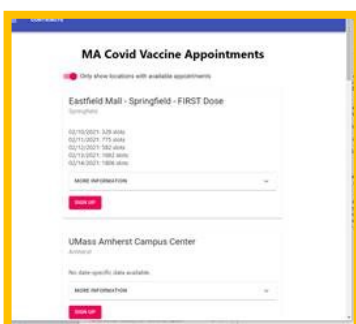 CONTRIBUTE
MA Covid Vaccine Appointments
Only show locations with available appointments
Eastfield Mall - Springfield - FIRST Dose
Springfield
02/10/2021: 329 slots
02/11/2021: 775 slots
02/12/2021: 582 slots
02/13/2021: 1662 slots
02/14/2021: 1806 slots
MORE INFORMATION
SIGN UP
UMass Amherst Campus Center
Amherst
No date-specific data available.
MORE INFORMATION
SIGN UP